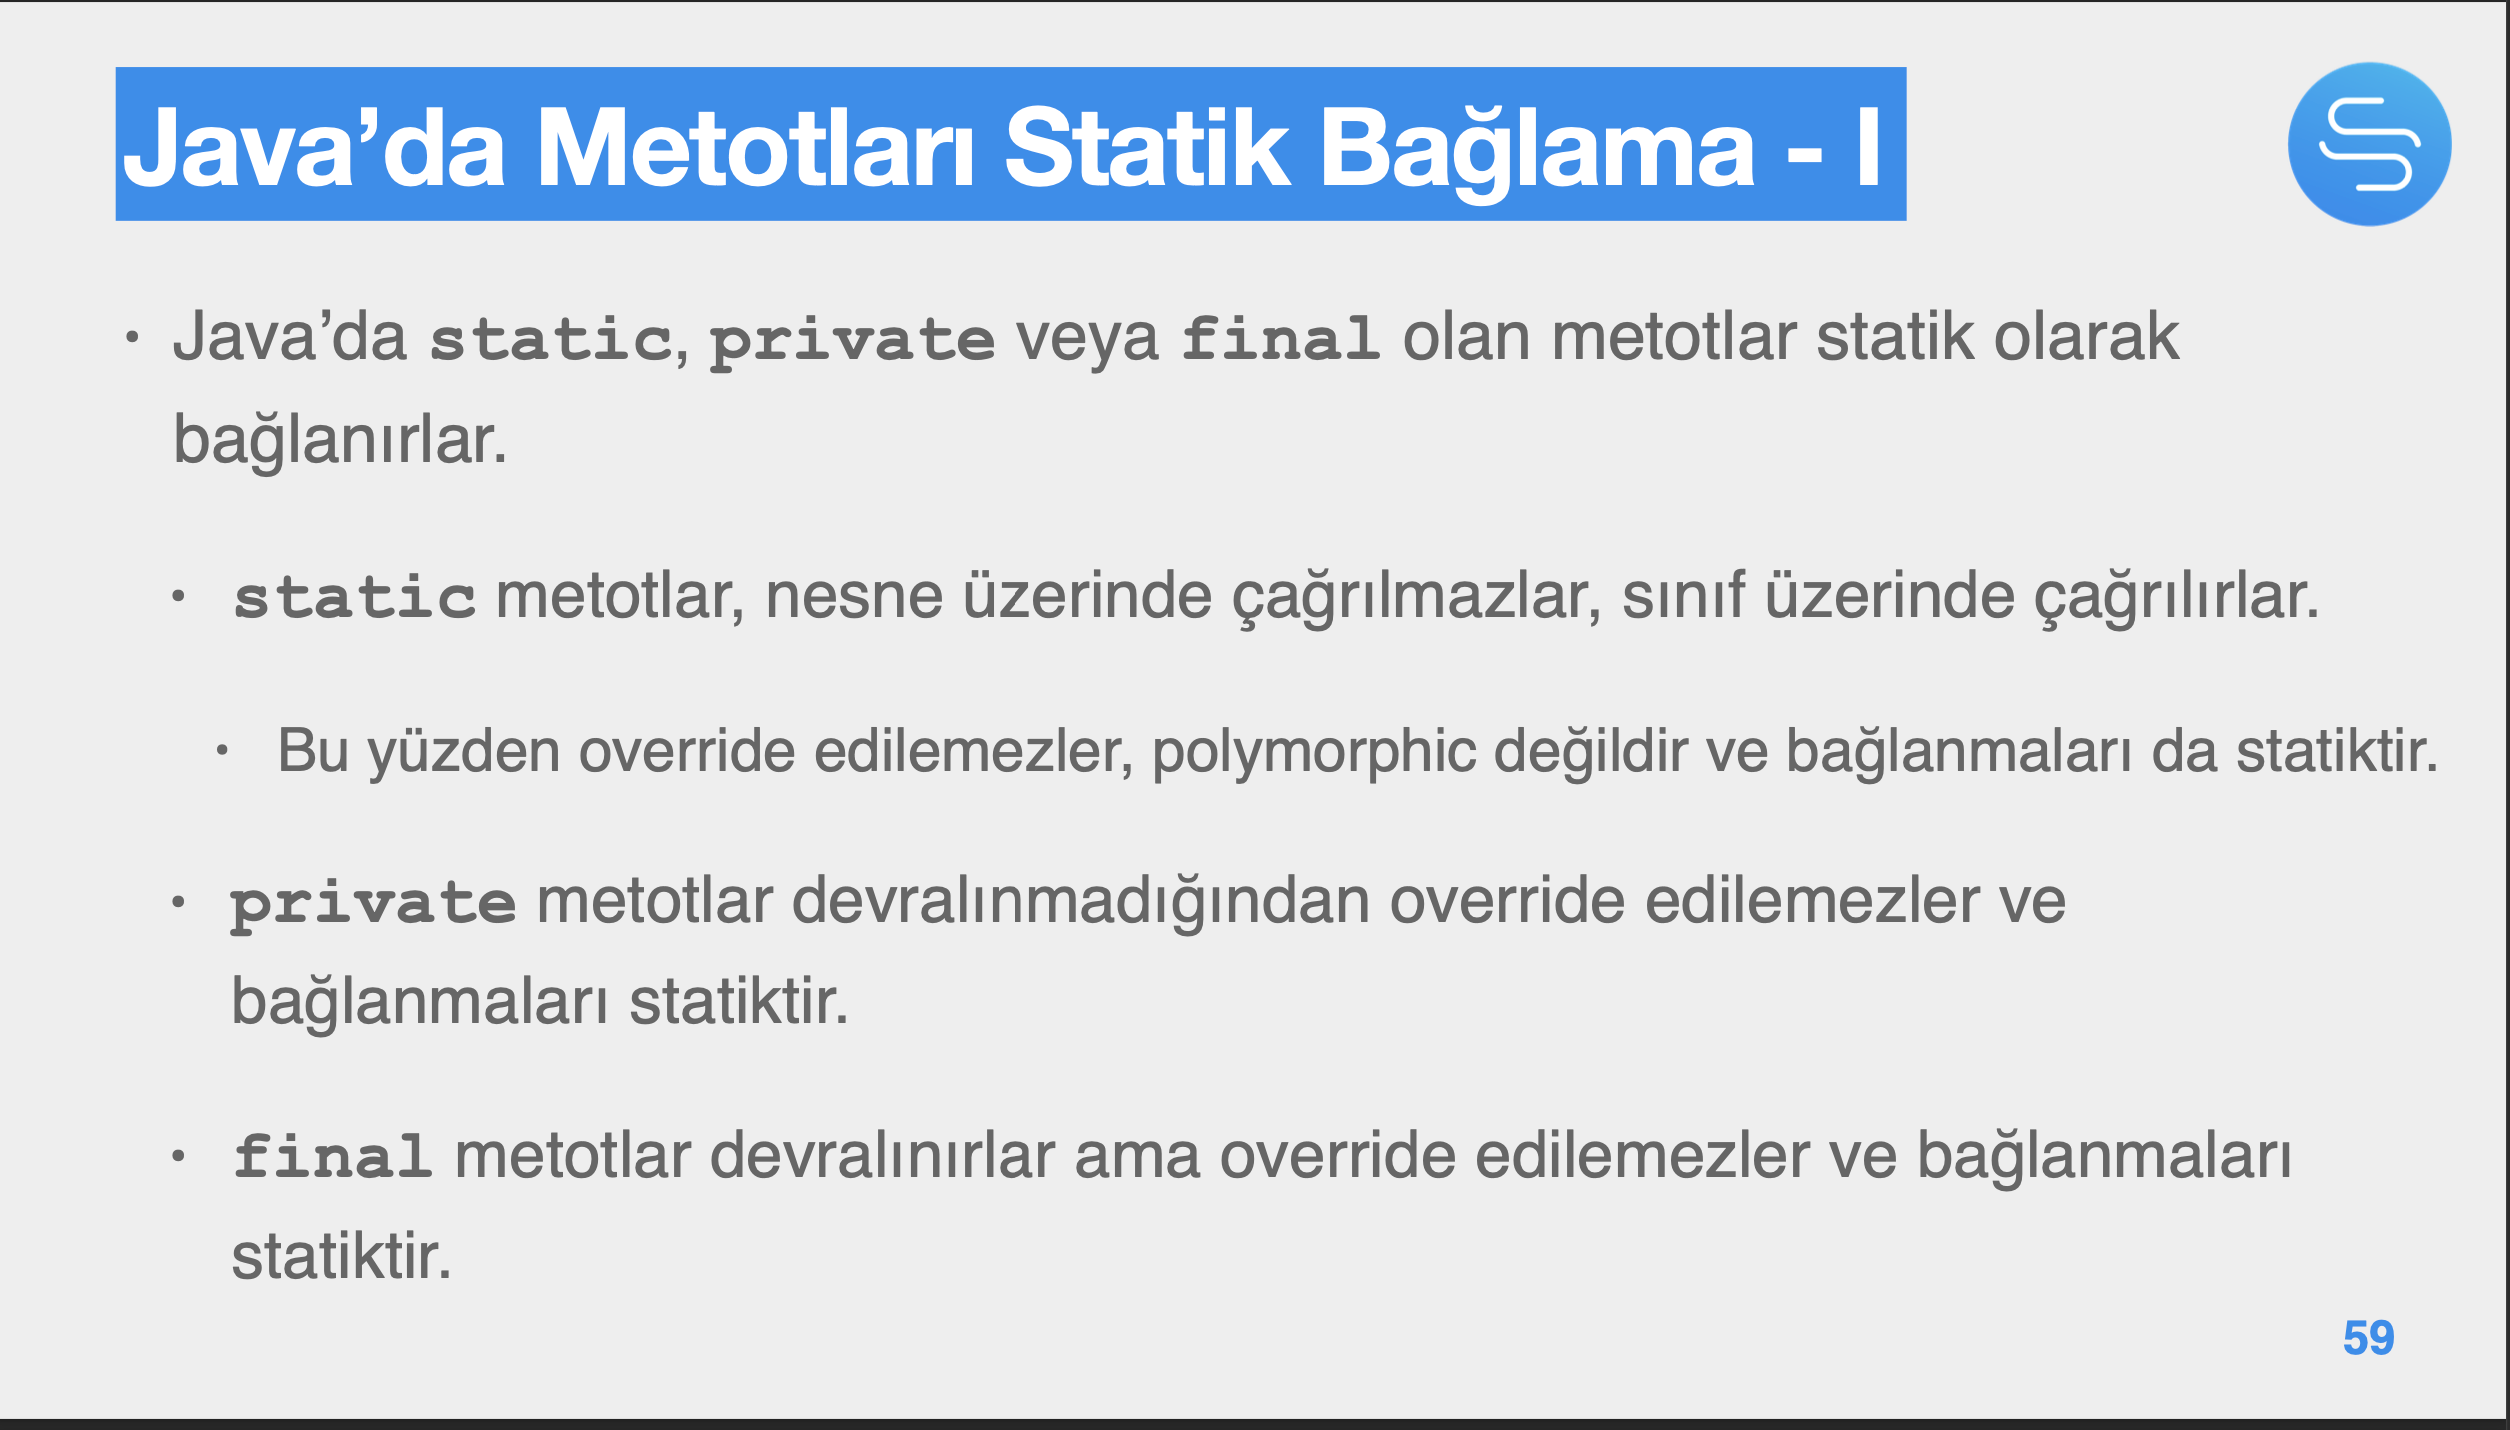 Java’da Metotları Statik Bağlama - I
• Java’da static, private veya final olan metotlar statik olarak
bağlanırlar.
• static metotlar, nesne üzerinde çağrılmazlar, sınıf üzerinde çağrılırlar.
• Bu yüzden override edilemezler, polymorphic değildir ve bağlanmaları da statiktir.
• private metotlar devralınmadığından override edilemezler ve
bağlanmaları statiktir.
• final metotlar devralınırlar ama override edilemezler ve bağlanmaları
statiktir.
59